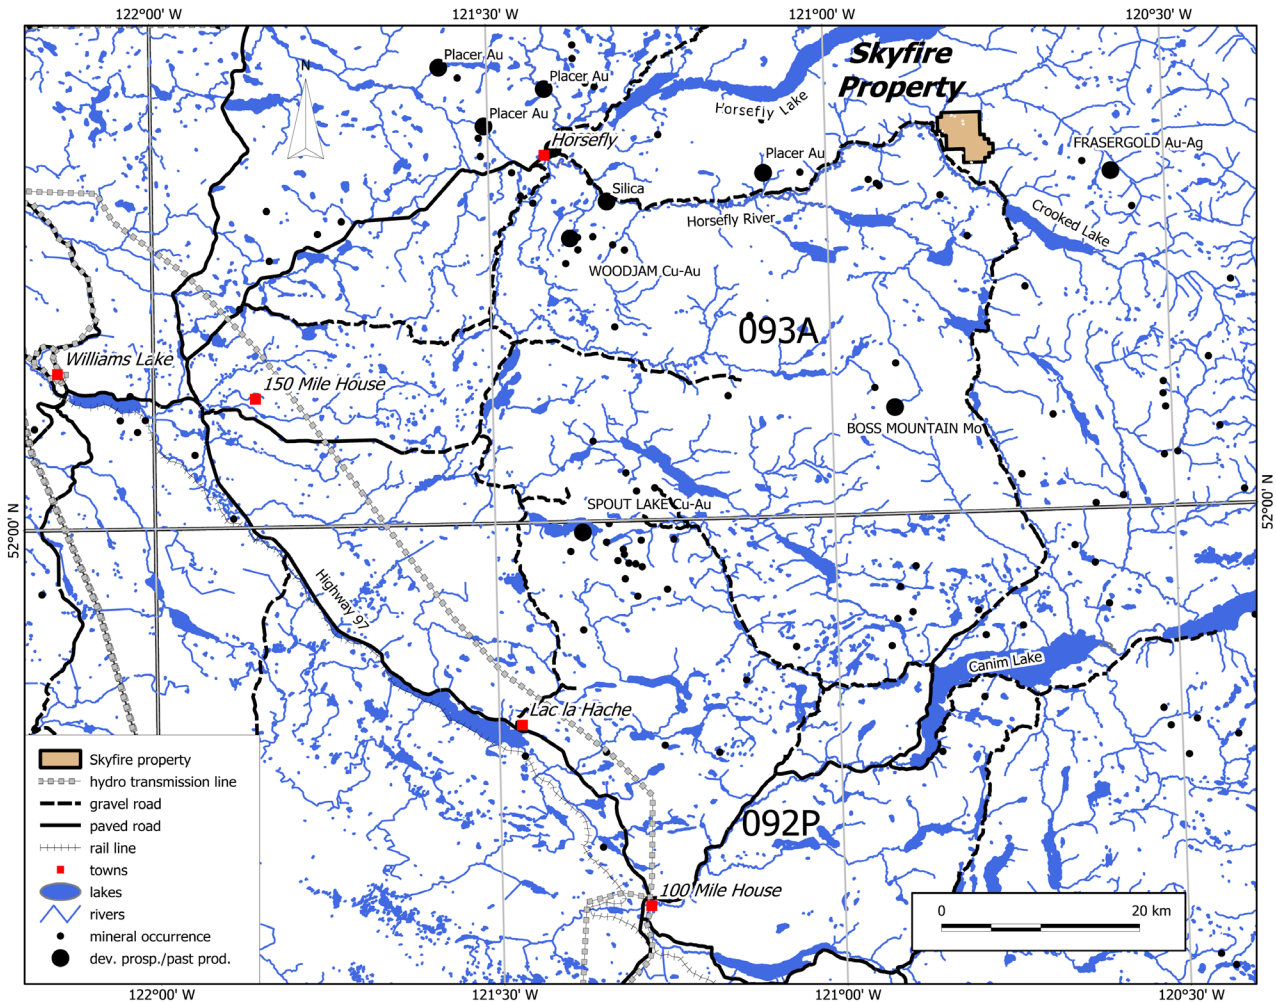 122°00' W
121°30' W
121°00' W
120°30' W
Skyfire
Property
N
Placer Au
Placer Au
Placer Au
Horsefly Lake
Horsefly
FRASERGOLD Au-Ag
Placer Au
Silica
Horsefly River
Crooked Lake
WOODJAM Cu-Au
093A
Williams Lake
150 Mile House
BOSS MOUNTAIN Mo
SPOUT LAKE Cu-Au
52°00' N
52°00' N
Highway 97
Canim Lake
Lac la Hache
092P
100 Mile House
Skyfire property
hydro transmission line
gravel road
paved road
rail line
towns
lakes
rivers
mineral occurrence
dev. prosp./past prod.
0 20 km
122°00' W
121°30' W
121°00' W
120°30' W